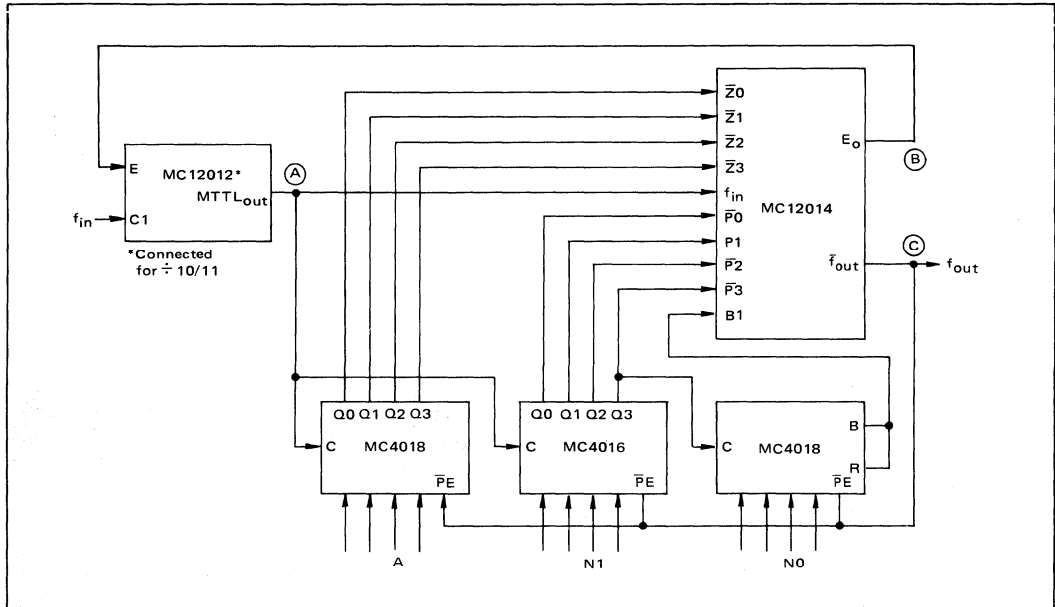 Z̅0
Z̅1
Z̅2
Z̅3
fin
P̅0
P1
P̅2
P̅3
B1
MC12014
Eo
B
C
f̅out
fout
E
MC12012*
MTTLout
A
fin
C1
*Connected
for ÷ 10/11
Q0 Q1 Q2 Q3
C
MC4018
P̅E
Q0 Q1 Q2 Q3
C
MC4016
P̅E
C
B
MC4018
R
P̅E
A
N1
N0